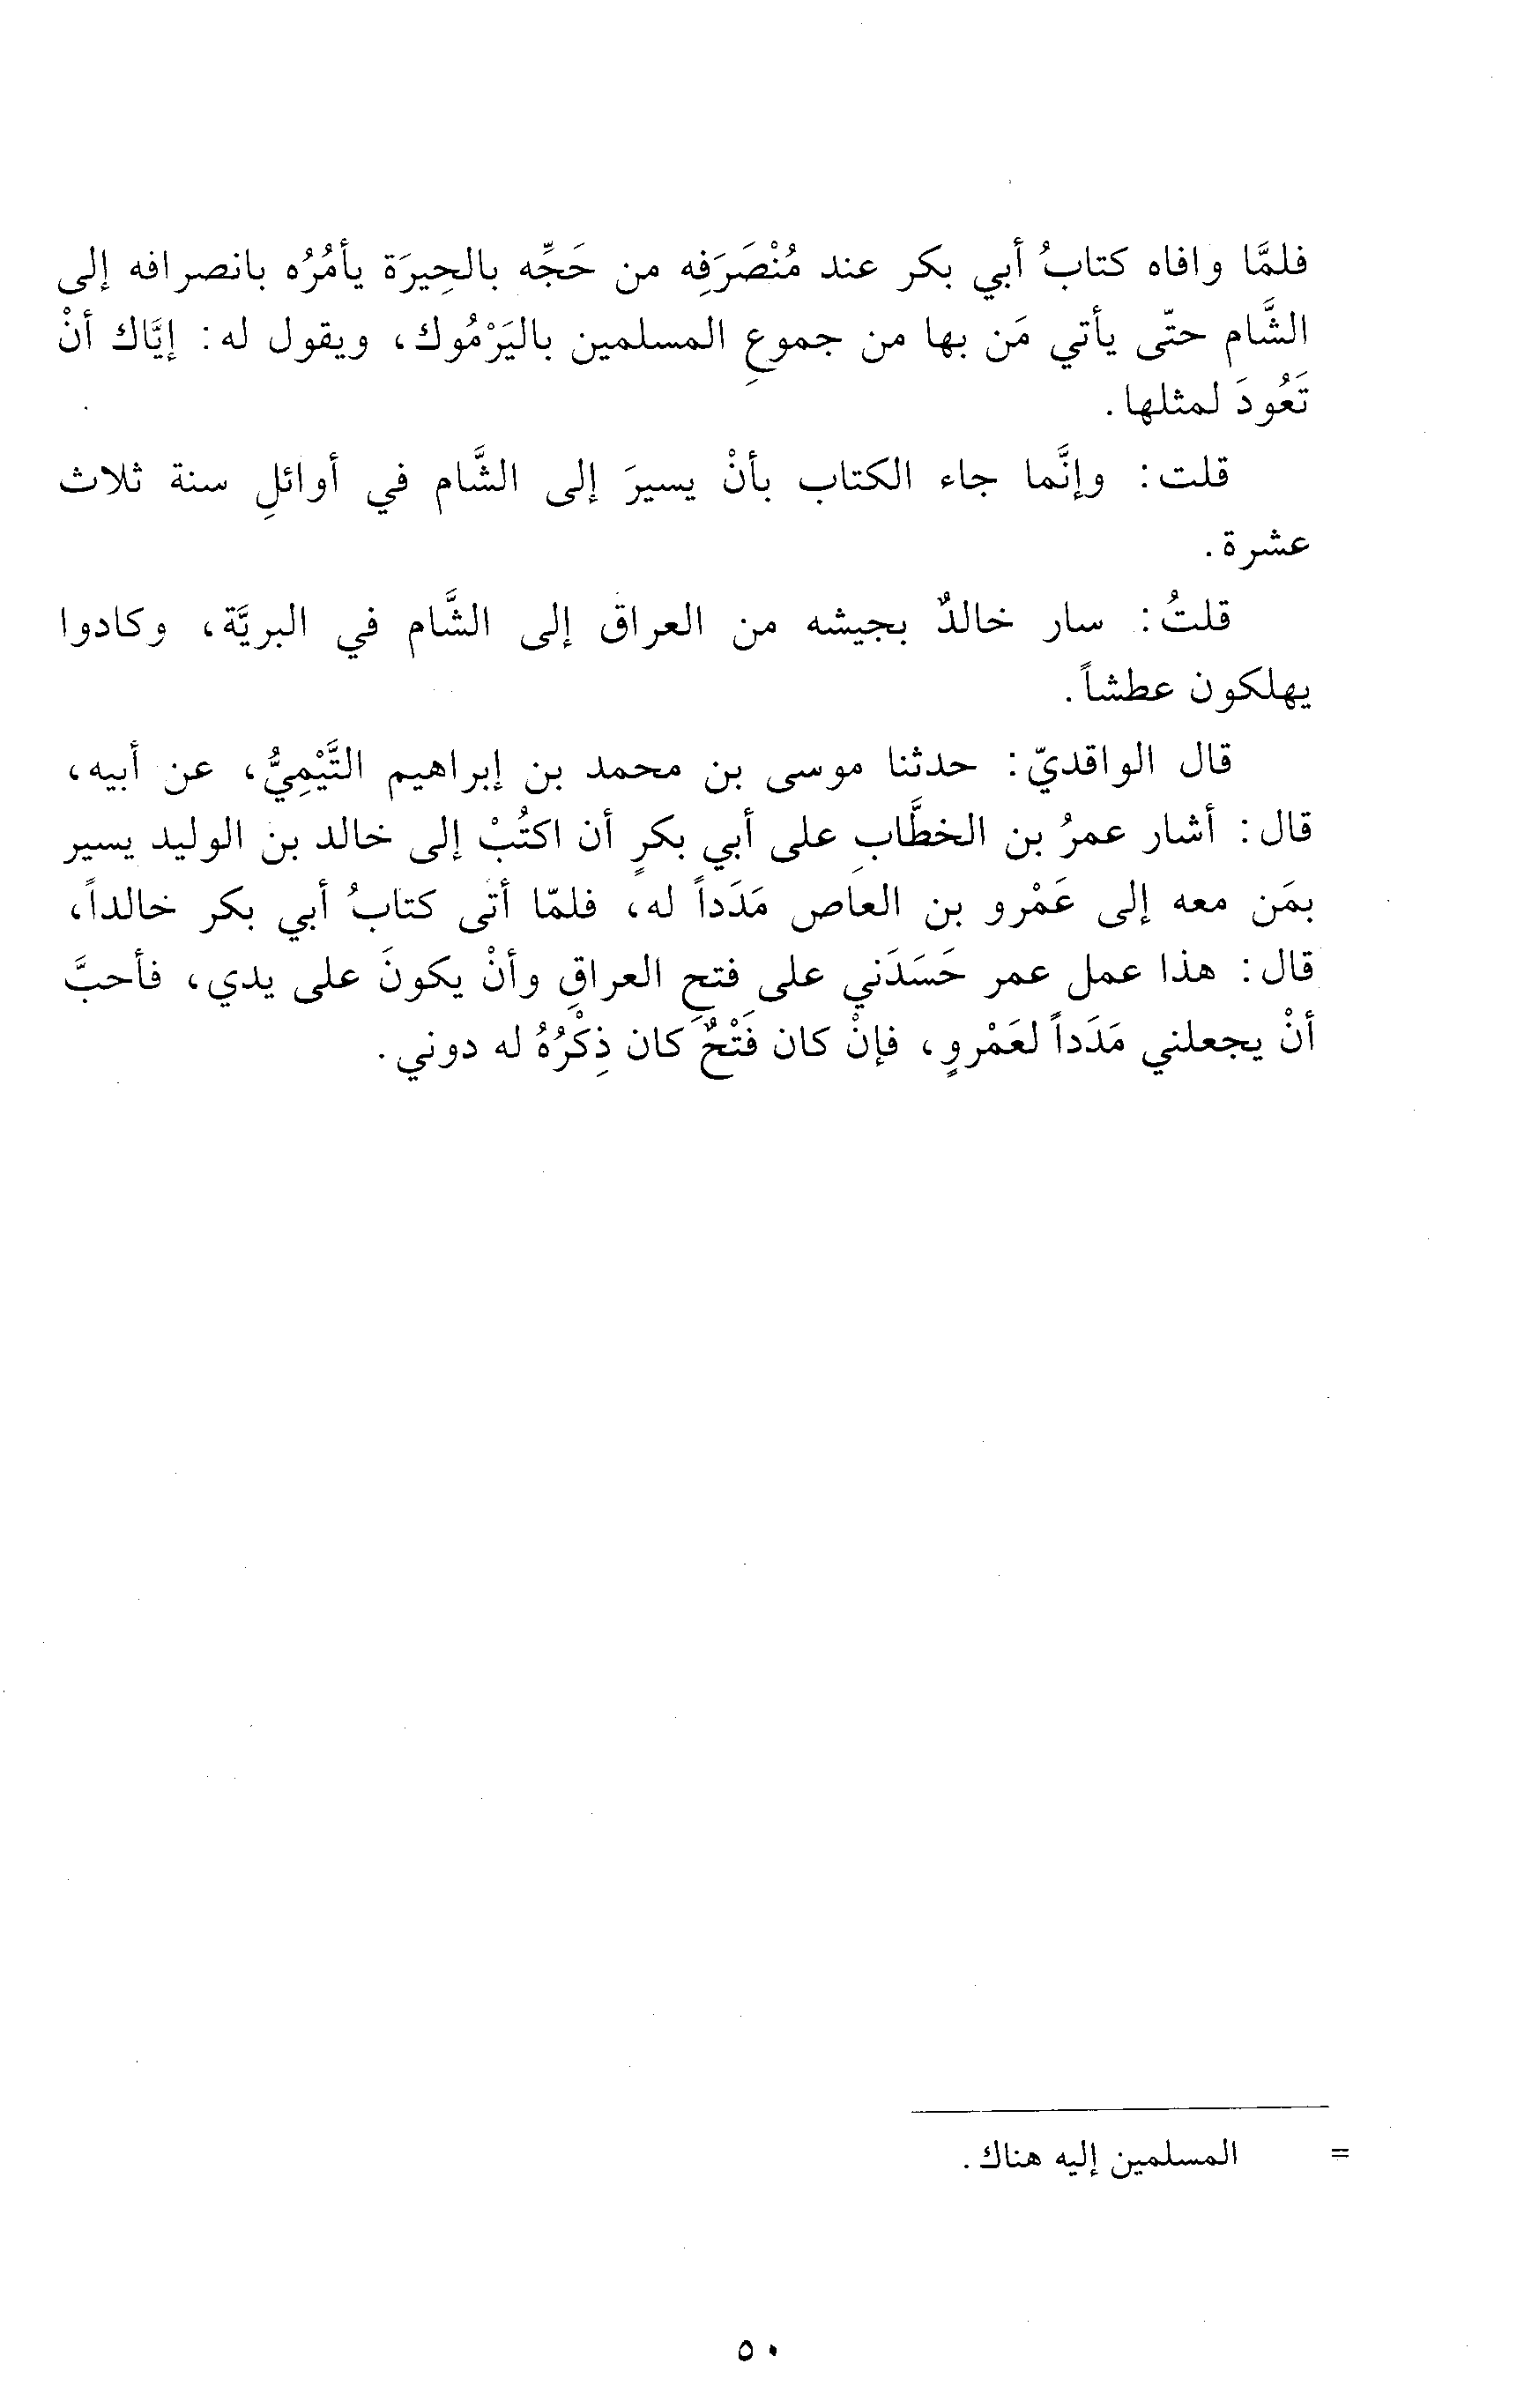 فلمَّا وافاه كتابُ أبي بكر عند مُنْصَرَفِه من حَجِّه بالحِيرَة يأمُرُه بانصرافه إلى
الشَّام حتّى يأتي مَن بها من جموعِ المسلمين باليَرْمُوك، ويقول له: إيَّاك أنْ
تَعُودَ لمثلها.
قلت: وإنَّما جاء الكتاب بأنْ يسيرَ إلى الشَّام في أوائلِ سنة ثلاث
عشرة.
قلتُ: سار خالدٌ بجيشه من العراق إلى الشَّام في البريَّة، وكادوا
يهلكون عطشاً.
قال الواقديّ: حدثنا موسى بن محمد بن إبراهيم التَّيْمِيُّ، عن أبيه،
قال: أشار عمرُ بن الخطَّابِ على أبي بكرٍ أن اكتُبْ إلى خالد بن الوليد يسير
بمَن معه إلى عَمْرو بن العاص مَدَداً له، فلمّا أتى كتابُ أبي بكر خالداً،
قال: هذا عمل عمر حَسَدَني على فتحِ العراقِ وأنْ يكونَ على يدي، فأحبَّ
أنْ يجعلني مَدَداً لعَمْرٍو، فإنْ كان فَتْحٌ كان ذِكْرُهُ له دوني.
= المسلمين إليه هناك.
٥٠